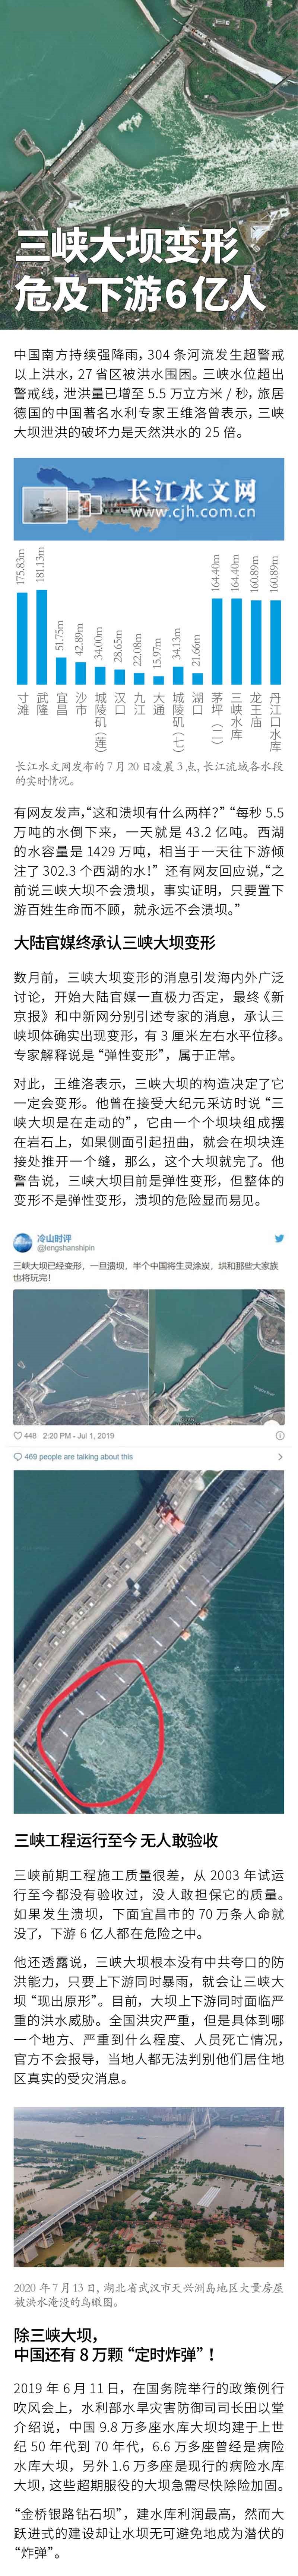 三峡大坝变形
危及下游6亿人
中国南方持续强降雨，304 条河流发生超警戒
以上洪水，27 省区被洪水围困。三峡水位超出
警戒线，泄洪量已增至 5.5 万立方米 / 秒，旅居
德国的中国著名水利专家王维洛曾表示，三峡
大坝泄洪的破坏力是天然洪水的 25 倍。
长江水文网
www.cjh.com.cn
175.83m
181.13m
51.75m
42.89m
34.00m
28.65m
22.08m
15.97m
34.13m
21.66m
164.40m
164.40m
160.89m
160.89m
寸滩
武隆
宜昌
沙市
城陵矶（莲）
汉口
九江
大通
城陵矶（七）
湖口
茅坪（二）
三峡水库
龙王庙
丹江口水库
长江水文网发布的 7 月 20 日凌晨 3 点，长江流域各水段
的实时情况。
有网友发声，“这和溃坝有什么两样？”“每秒 5.5
万吨的水倒下来，一天就是 43.2 亿吨。西湖
的水容量是 1429 万吨，相当于一天往下游倾
注了 302.3 个西湖的水！”还有网友回应说，“之
前说三峡大坝不会溃坝，事实证明，只要置下
游百姓生命而不顾，就永远不会溃坝。”
大陆官媒终承认三峡大坝变形
数月前，三峡大坝变形的消息引发海内外广泛
讨论，开始大陆官媒一直极力否定，最终《新
京报》和中新网分别引述专家的消息，承认三
峡坝体确实出现变形，有 3 厘米左右水平位移。
专家解释说是“弹性变形”，属于正常。
对此，王维洛表示，三峡大坝的构造决定了它
一定会变形。他曾在接受大纪元采访时说“三
峡大坝是在走动的”，它由一个个坝块组成摆
在岩石上，如果侧面引起扭曲，就会在坝块连
接处推开一个缝，那么，这个大坝就完了。他
警告说，三峡大坝目前是弹性变形，但整体的
变形不是弹性变形，溃坝的危险显而易见。
冷山时评
@lengshanshipin
三峡大坝已经变形，一旦溃坝，半个中国将生灵涂炭，㓋和那些大家族
也将玩完！
448 2:20 PM - Jul 1, 2019
469 people are talking about this
三峡工程运行至今 无人敢验收
三峡前期工程施工质量很差，从 2003 年试运
行至今都没有验收过，没人敢担保它的质量。
如果发生溃坝，下面宜昌市的 70 万条人命就
没了，下游 6 亿人都在危险之中。
他还透露说，三峡大坝根本没有中共夸口的防
洪能力，只要上下游同时暴雨，就会让三峡大
坝“现出原形”。目前，大坝上下游同时面临严
重的洪水威胁。全国洪灾严重，但是具体到哪
一个地方、严重到什么程度、人员死亡情况，
官方不会报导，当地人都无法判别他们居住地
区真实的受灾消息。
2020 年 7 月 13 日，湖北省武汉市天兴洲岛地区大量房屋
被洪水淹没的鸟瞰图。
除三峡大坝，
中国还有 8 万颗 “定时炸弹”！
2019 年 6 月 11 日，在国务院举行的政策例行
吹风会上，水利部水旱灾害防御司司长田以堂
介绍说，中国 9.8 万多座水库大坝均建于上世
纪 50 年代到 70 年代，6.6 万多座曾经是病险
水库大坝，另外 1.6 万多座是现行的病险水库
大坝，这些超期服役的大坝急需尽快除险加固。
“金桥银路钻石坝”，建水库利润最高，然而大
跃进式的建设却让水坝无可避免地成为潜伏的
“炸弹”。